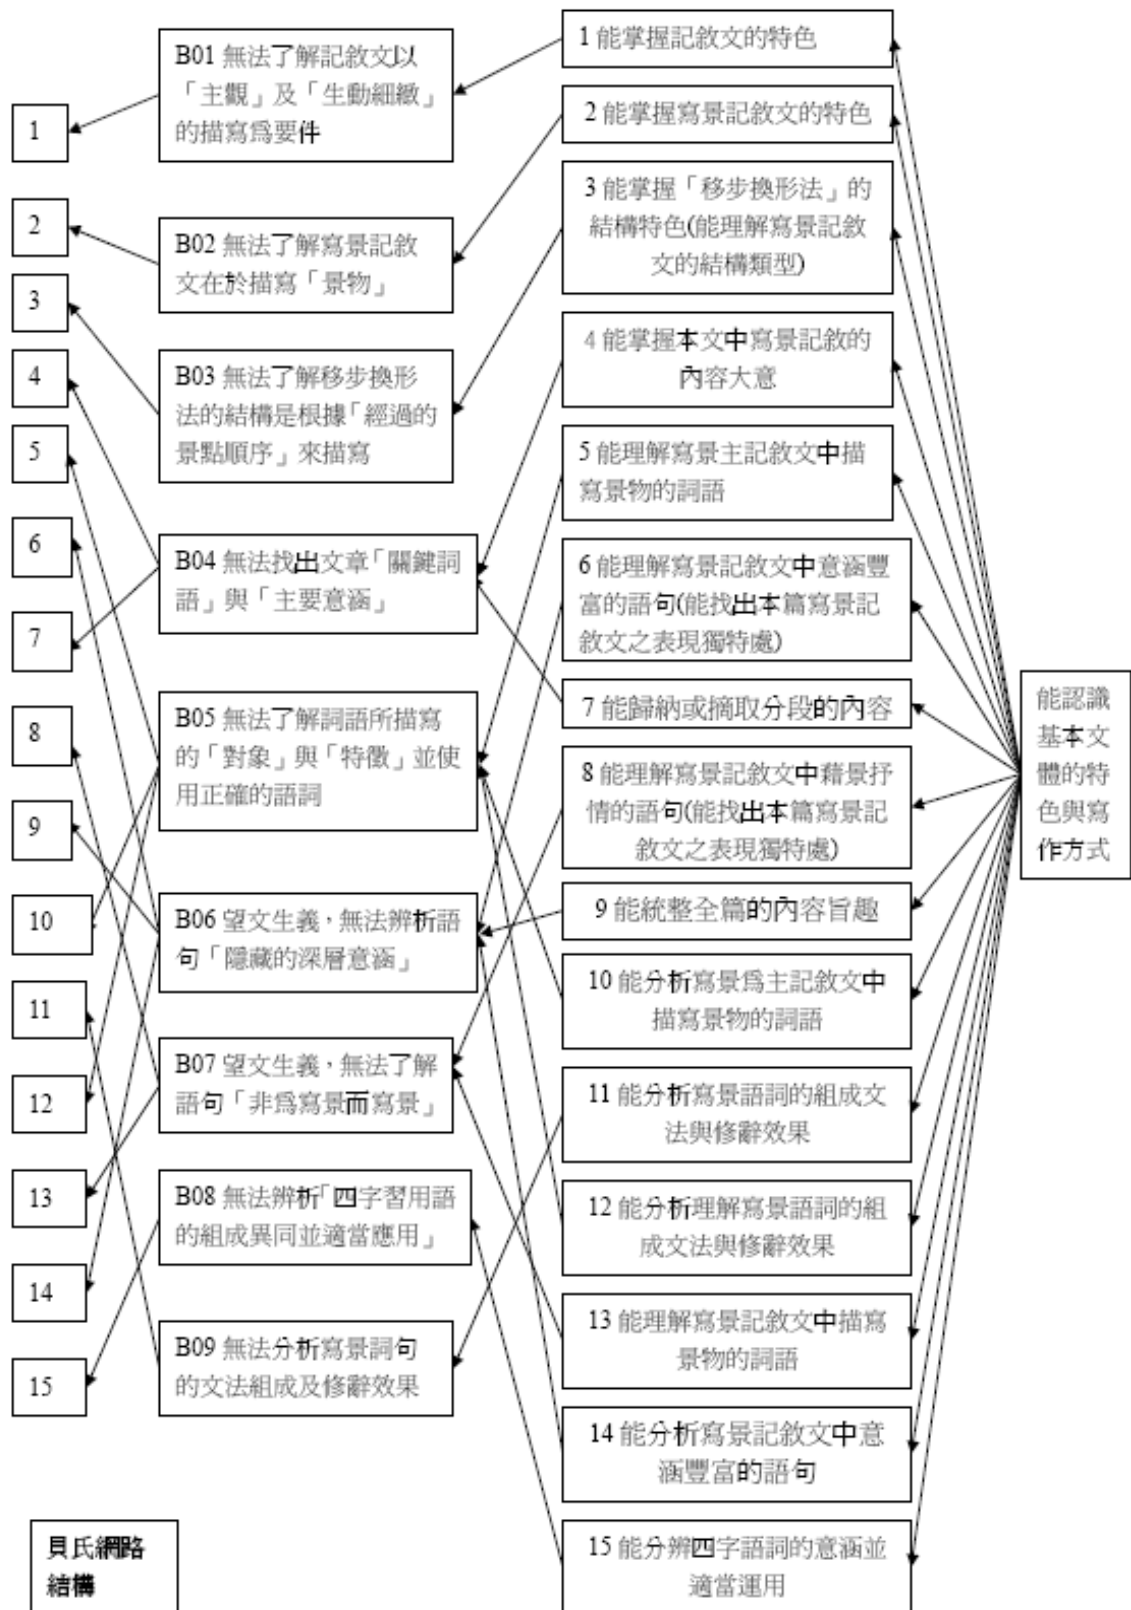 1
2
3
4
5
6
7
8
9
10
11
12
13
14
15
B01 無法了解記敘文以
「主觀」及「生動細緻」
的描寫爲要件
B02 無法了解寫景記敘
文在於描寫「景物」
B03 無法了解移步換形
法的結構是根據「經過的
景點順序」來描寫
B04 無法找出文章「關鍵詞
語」與「主要意涵」
B05 無法了解詞語所描寫
的「對象」與「特徵」並使
用正確的語詞
B06 望文生義，無法辨析語
句「隱藏的深層意涵」
B07 望文生義，無法了解
語句「非爲寫景而寫景」
B08 無法辨析「四字習用語
的組成異同並適當應用」
B09 無法分析寫景詞句
的文法組成及修辭效果
1 能掌握記敘文的特色
2 能掌握寫景記敘文的特色
3 能掌握「移步換形法」的
結構特色(能理解寫景記敘
文的結構類型)
4 能掌握本文中寫景記敘的
內容大意
5 能理解寫景主記敘文中描
寫景物的詞語
6 能理解寫景記敘文中意涵豐
富的語句(能找出本篇寫景記
敘文之表現獨特處)
7 能歸納或摘取分段的內容
8 能理解寫景記敘文中藉景抒
情的語句(能找出本篇寫景記
敘文之表現獨特處)
9 能統整全篇的內容旨趣
10 能分析寫景爲主記敘文中
描寫景物的詞語
11 能分析寫景語詞的組成文
法與修辭效果
12 能分析理解寫景語詞的組
成文法與修辭效果
13 能理解寫景記敘文中描寫
景物的詞語
14 能分析寫景記敘文中意
涵豐富的語句
15 能分辨四字語詞的意涵並
適當運用
能認識
基本文
體的特
色與寫
作方式
貝氏網路
結構